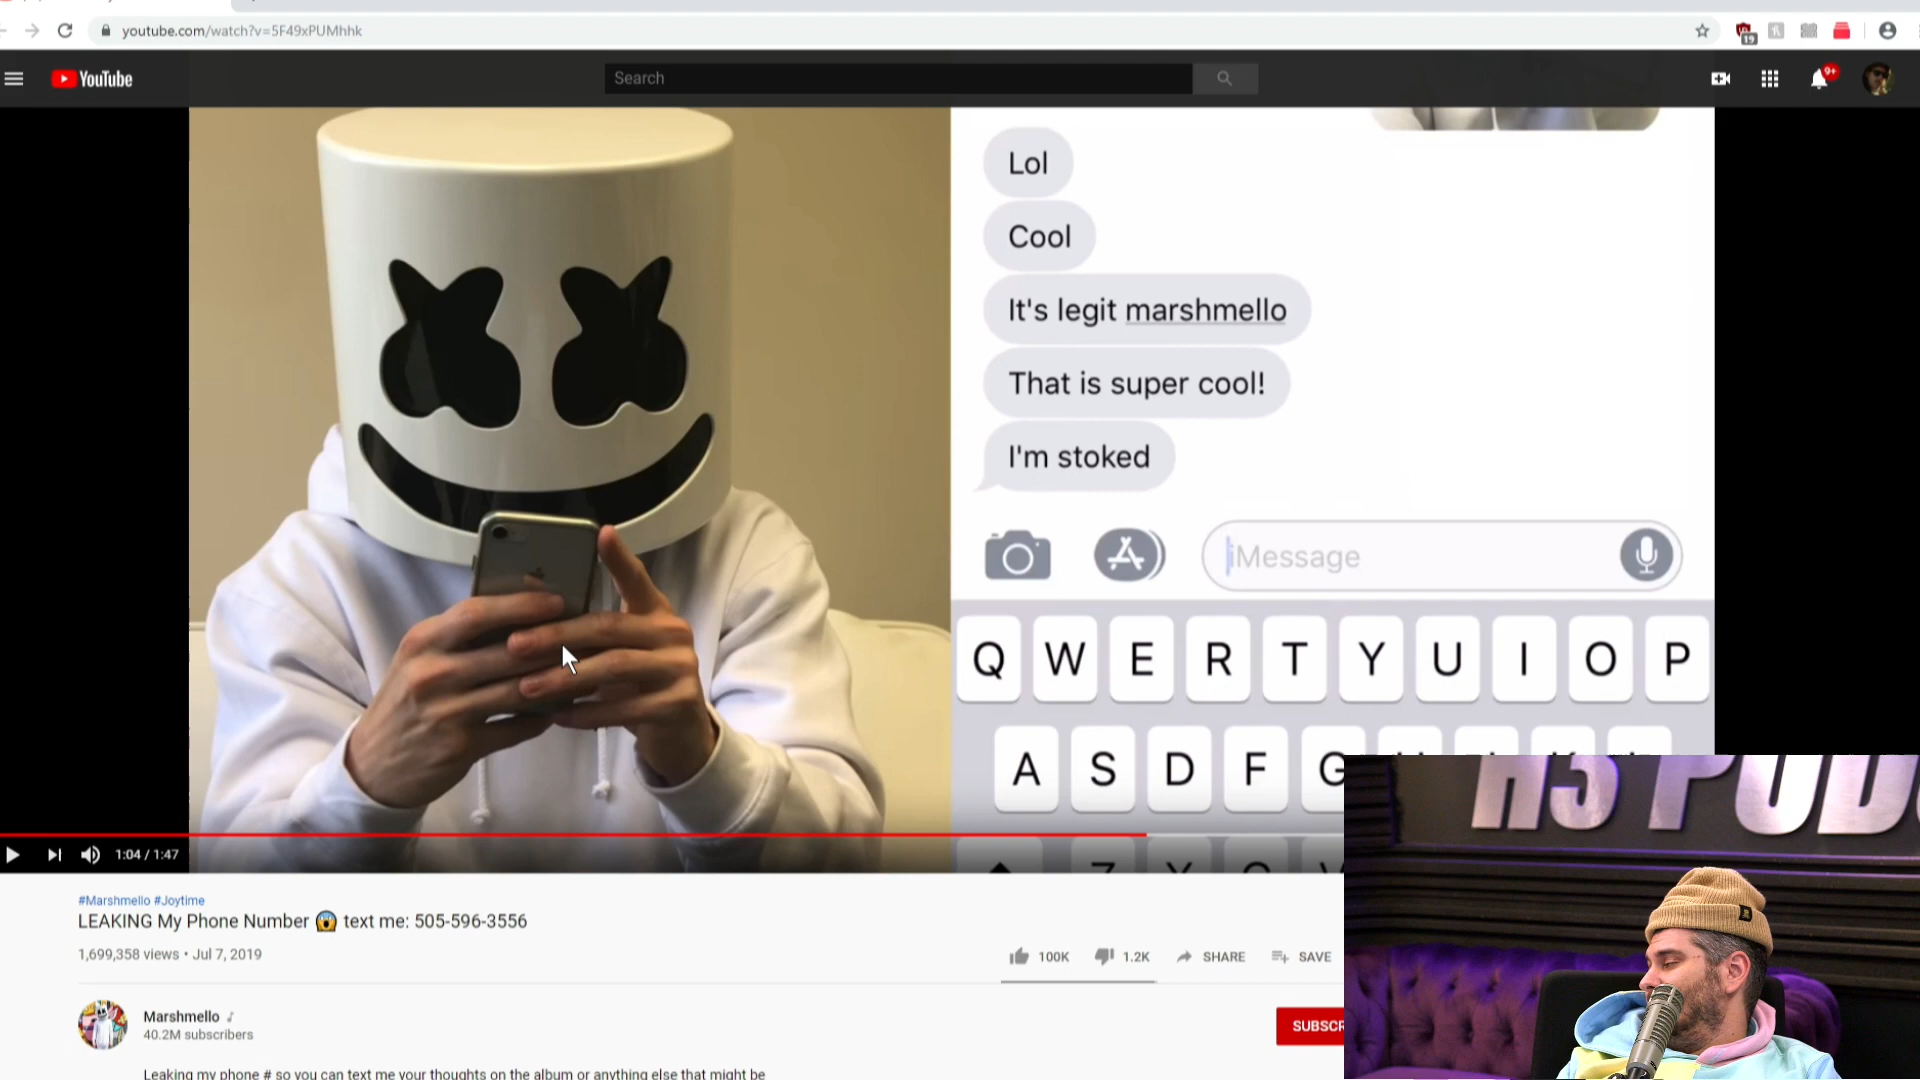 youtube.com/watch?v=5F49xPUMhhk
19
YouTube
Search
9+
Lol
Cool
It's legit marshmello
That is super cool!
I'm stoked
iMessage
Q W E R T Y U I O P
A S D F G
H3 POD
1:04 / 1:47
#Marshmello #Joytime
LEAKING My Phone Number 😱 text me: 505-596-3556
1,699,358 views • Jul 7, 2019
100K 1.2K SHARE SAVE
Marshmello
40.2M subscribers
SUBSCR
Leaking my phone # so you can text me your thoughts on the album or anything else that might be